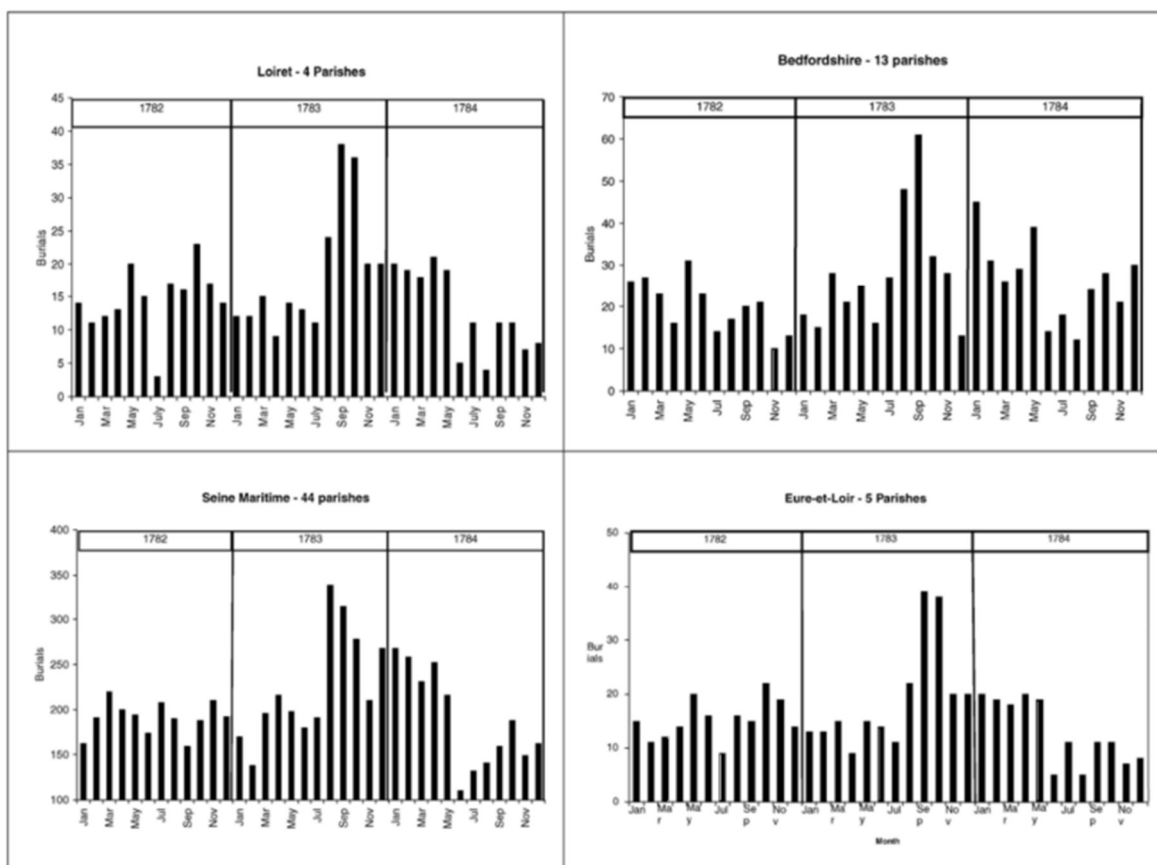 Loiret - 4 Parishes
45
40
35
30
25
20
15
10
5
0
Burials
1782 1783 1784
Jan Mar May July Sep Nov Jan Mar May July Sep Nov Jan Mar May July Sep Nov
Bedfordshire - 13 parishes
70
60
50
40
30
20
10
0
Burials
1782 1783 1784
Jan Mar May Jul Sep Nov Jan Mar May Jul Sep Nov Jan Mar May Jul Sep Nov
Seine Maritime - 44 parishes
400
350
300
250
200
150
100
Burials
1782 1783 1784
Jan Mar May Jul Sep Nov Jan Mar May Jul Sep Nov Jan Mar May Jul Sep Nov
Eure-et-Loir - 5 Parishes
50
40
30
20
10
0
Bur
ials
1782 1783 1784
Jan Ma Ma Jul Se No Jan Ma Ma Jul Se No Jan Ma Ma Jul Se No
r y p v r y p v r y p v
Month